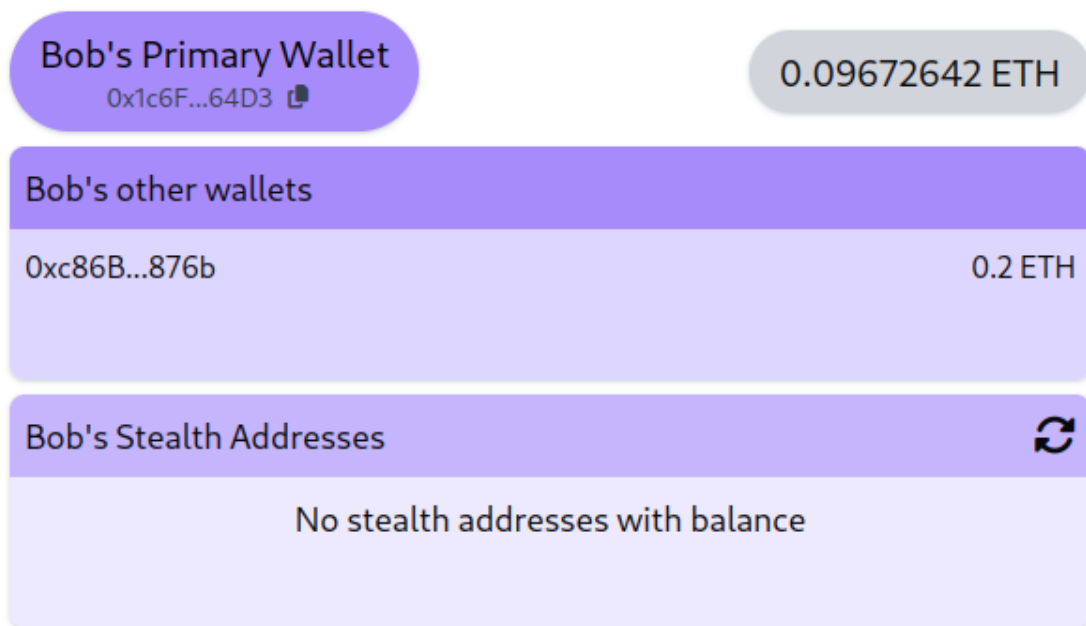 Bob's Primary Wallet
0x1c6F...64D3
0.09672642 ETH
Bob's other wallets
0xc86B...876b
0.2 ETH
Bob's Stealth Addresses
No stealth addresses with balance